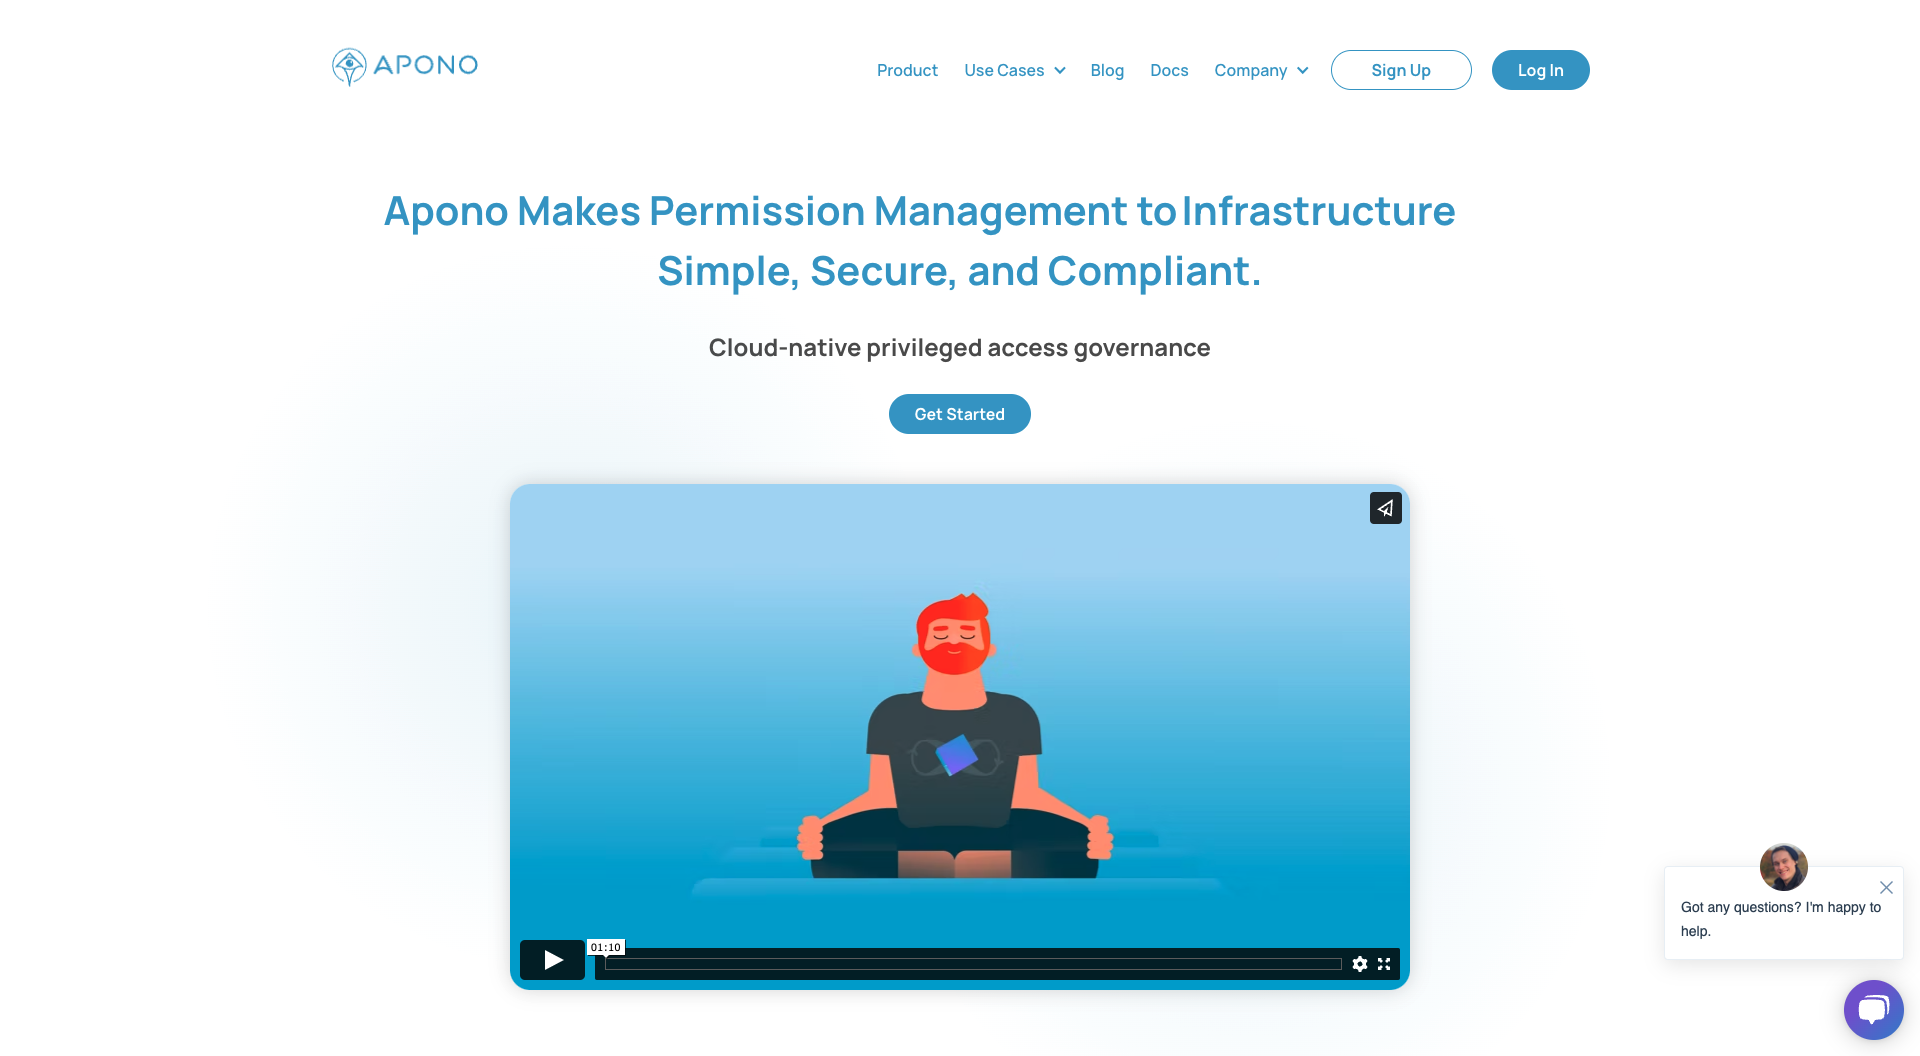 APONO
Product
Use Cases
Blog
Docs
Company
Sign Up
Log In
Apono Makes Permission Management to Infrastructure
Simple, Secure, and Compliant.
Cloud-native privileged access governance
Get Started
01:10
Got any questions? I'm happy to
help.